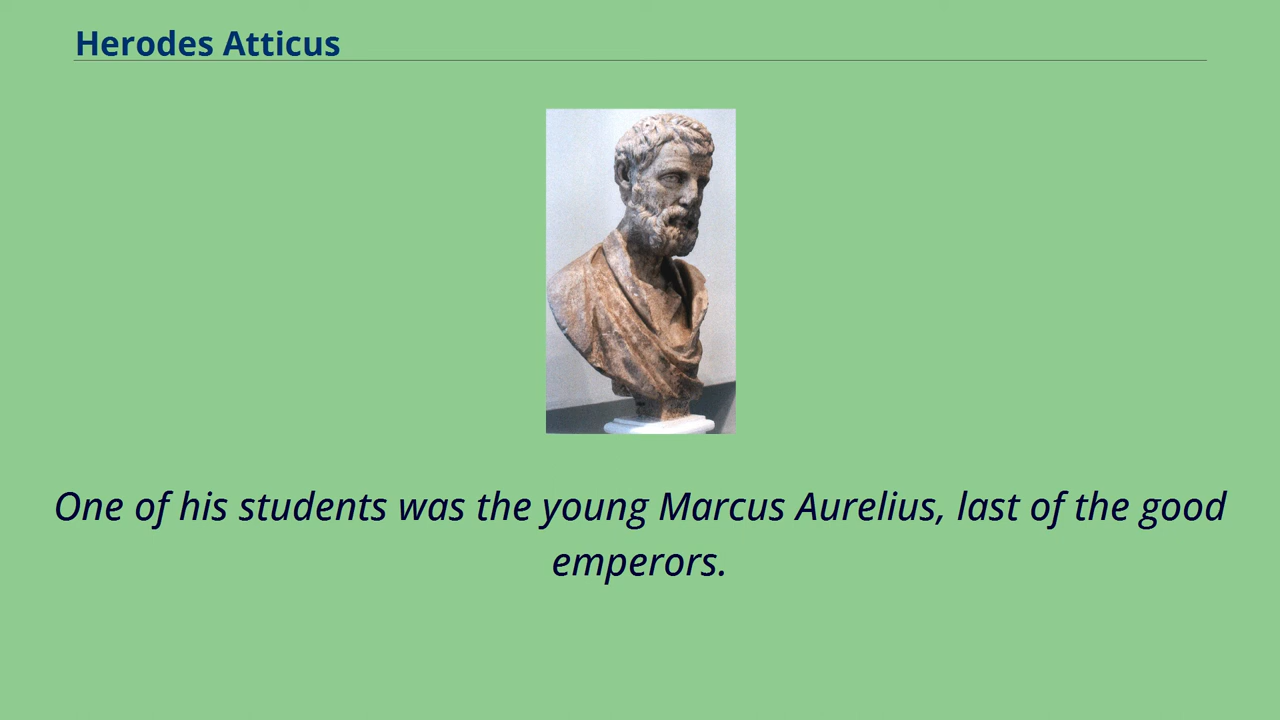 Herodes Atticus
One of his students was the young Marcus Aurelius, last of the good
emperors.